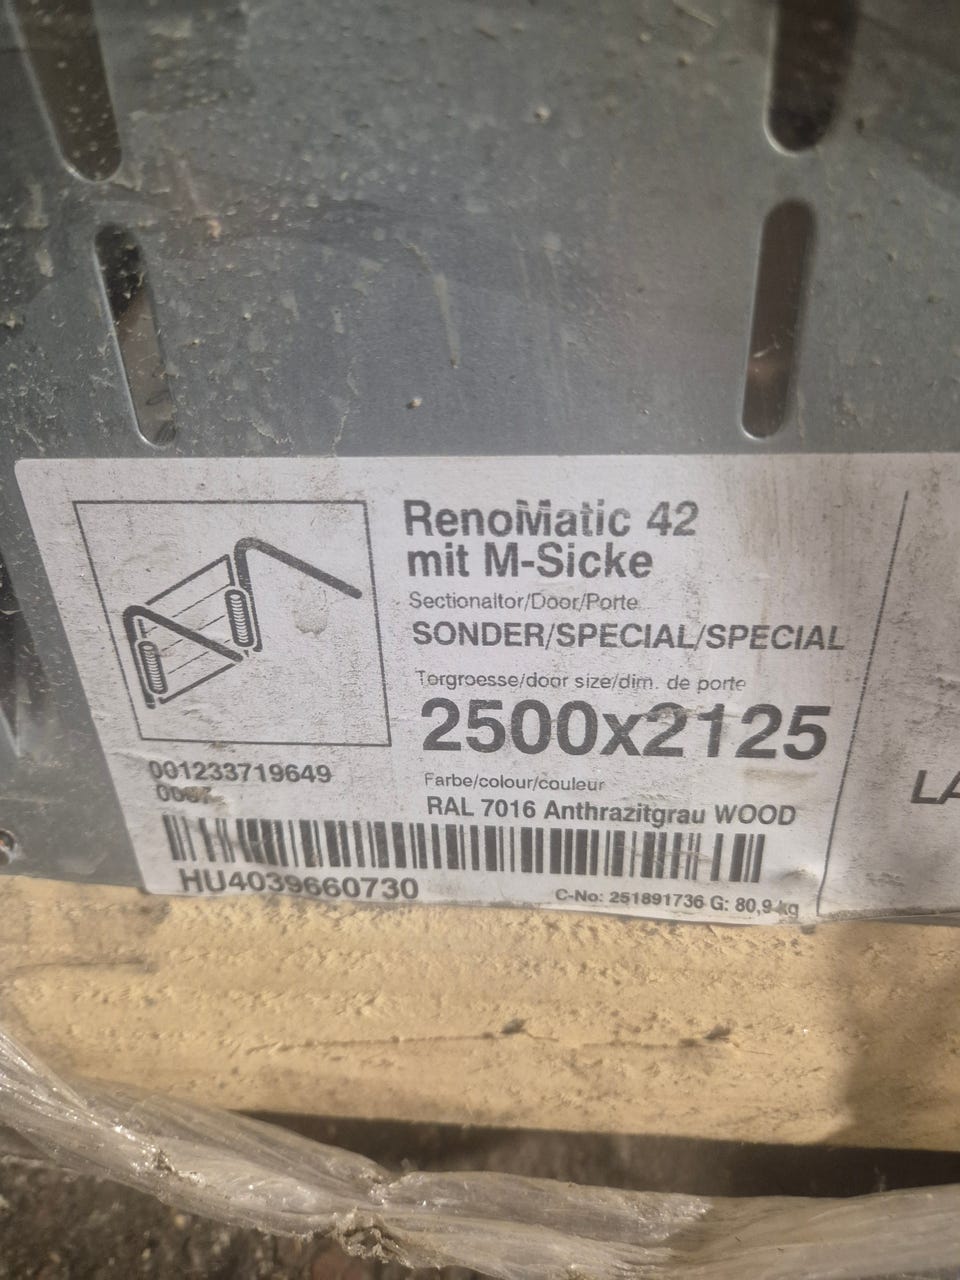 RenoMatic 42
mit M-Sicke
Sectionaltor/Door/Porte
SONDER/SPECIAL/SPECIAL
Torgroesse/door size/dim. de porte
2500x2125
Farbe/colour/couleur
RAL 7016 Anthrazitgrau WOOD
001233719649
HU4039660730
C-No: 251891736 G: 80,9 kg
LA